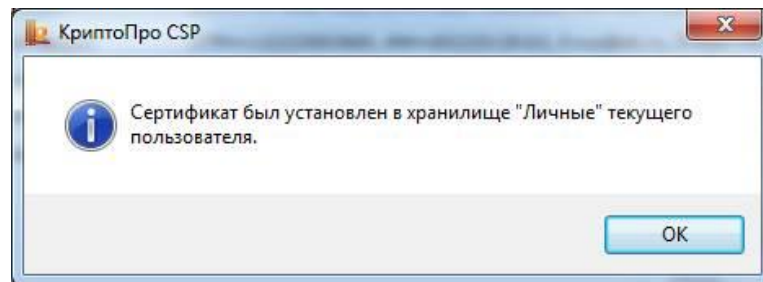 КриптоПро CSP
Сертификат был установлен в хранилище "Личные" текущего
пользователя.
OK